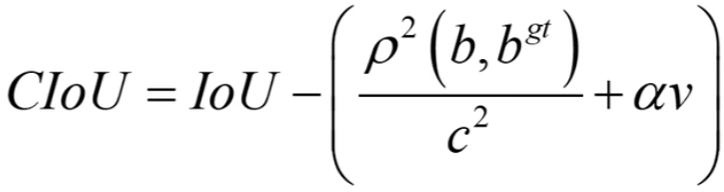 CIoU = IoU − ( ρ² (b, b^gt) / c² + αv )